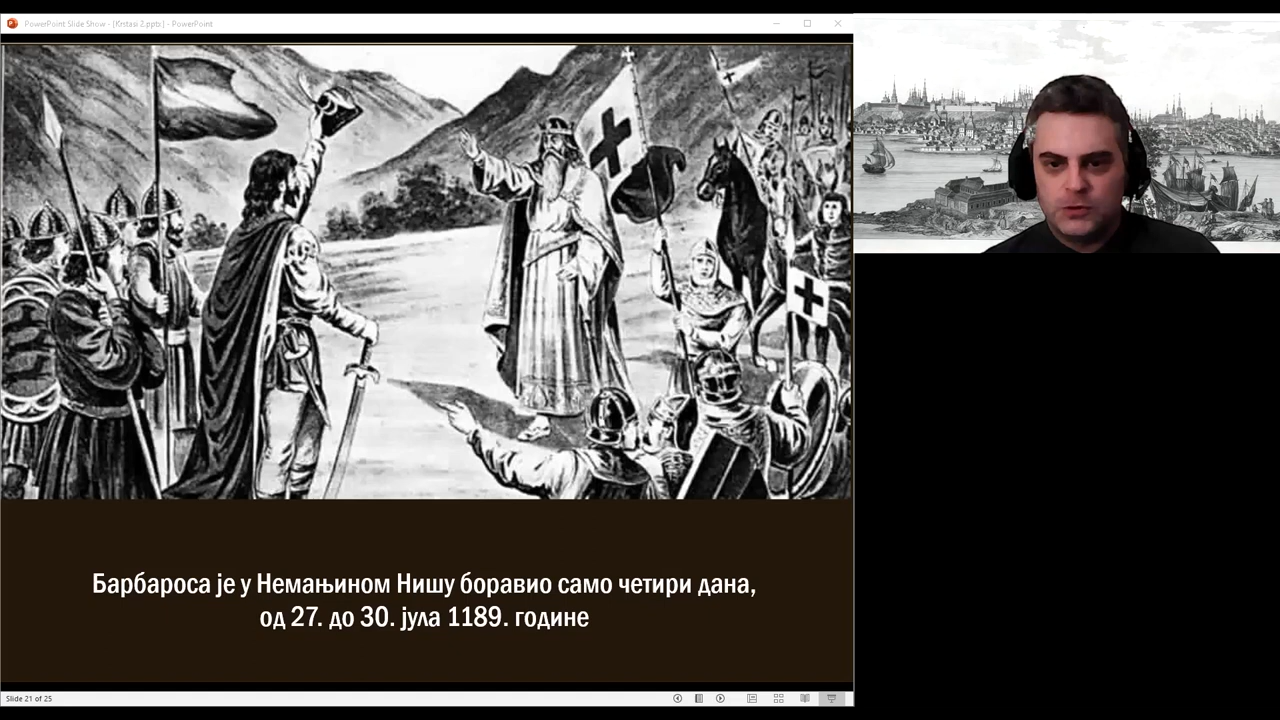 PowerPoint Slide Show - [Krstasi 2.pptx] - PowerPoint
Барбароса је у Немањином Нишу боравио само четири дана,
од 27. до 30. јула 1189. године
Slide 21 of 25